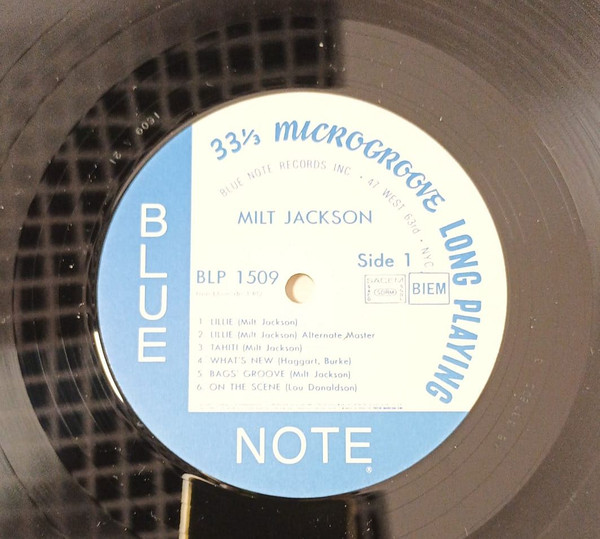 33⅓ MICROGROOVE LONG PLAYING
BLUE NOTE RECORDS INC • 47 WEST 63rd • NYC
MILT JACKSON
Side 1
BLP 1509
BIEM
1. LILLIE (Milt Jackson)
2. LILLIE (Milt Jackson) Alternate Master
3. TAHITI (Milt Jackson)
4. WHAT'S NEW (Haggart, Burke)
5. BAGS' GROOVE (Milt Jackson)
6. ON THE SCENE (Lou Donaldson)
BLUE
NOTE®